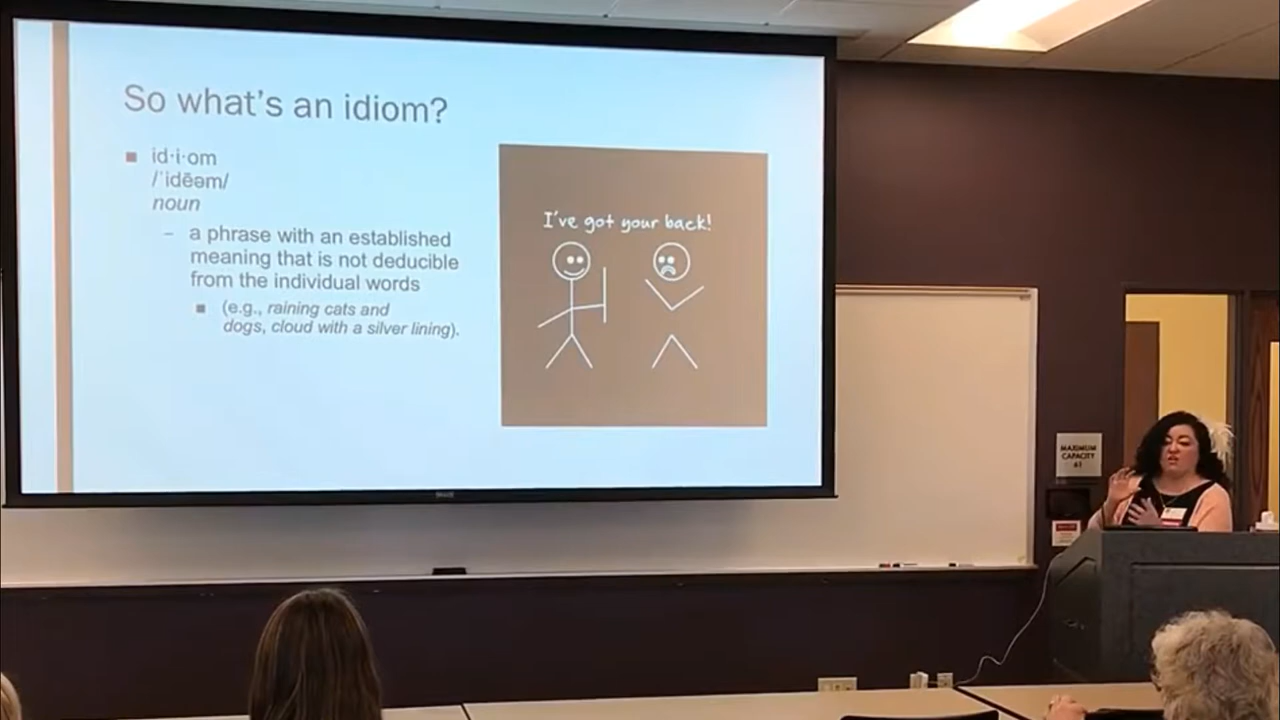 So what's an idiom?
id·i·om
/ˈidēəm/
noun
– a phrase with an established
meaning that is not deducible
from the individual words
(e.g., raining cats and
dogs, cloud with a silver lining).
I've got your back!
MAXIMUM
CAPACITY
61